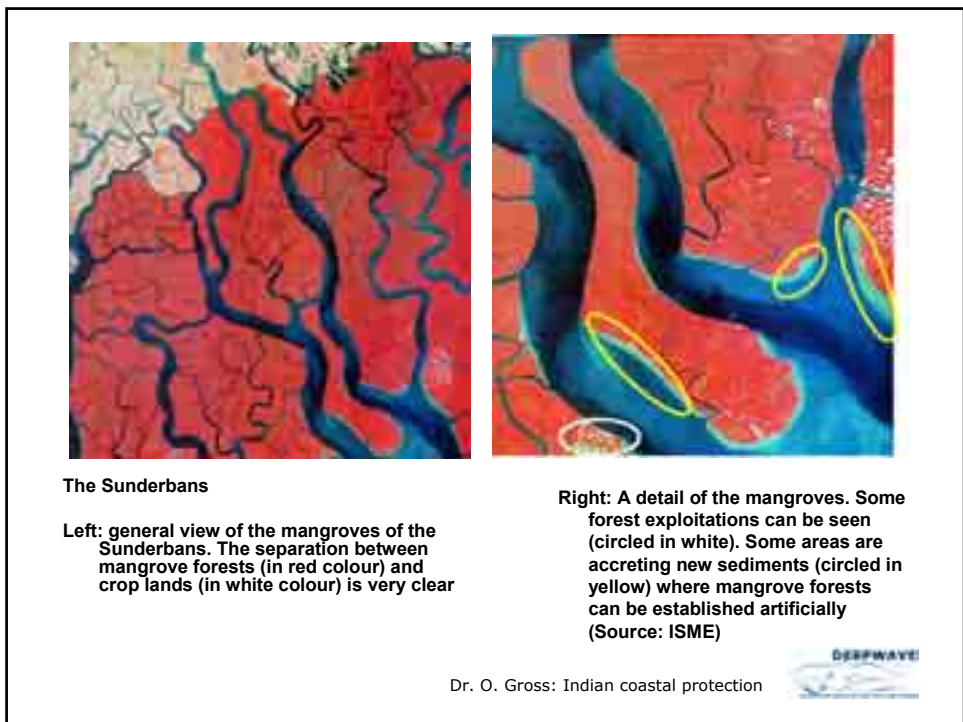 The Sunderbans
Left: general view of the mangroves of the
Sunderbans. The separation between
mangrove forests (in red colour) and
crop lands (in white colour) is very clear
Right: A detail of the mangroves. Some
forest exploitations can be seen
(circled in white). Some areas are
accreting new sediments (circled in
yellow) where mangrove forests
can be established artificially
(Source: ISME)
DEEPWAVE
Dr. O. Gross: Indian coastal protection